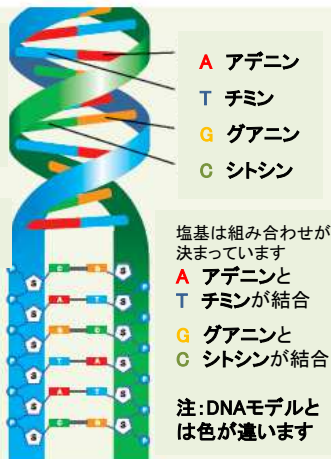 A アデニン
T チミン
G グアニン
C シトシン
塩基は組み合わせが
決まっています
A アデニンと
T チミンが結合
G グアニンと
C シトシンが結合
注:DNAモデルと
は色が違います
S C G S
P P
S A T S
P P
S G C S
P P
S T A S
P P
S A T S
P P
S C G S
P P